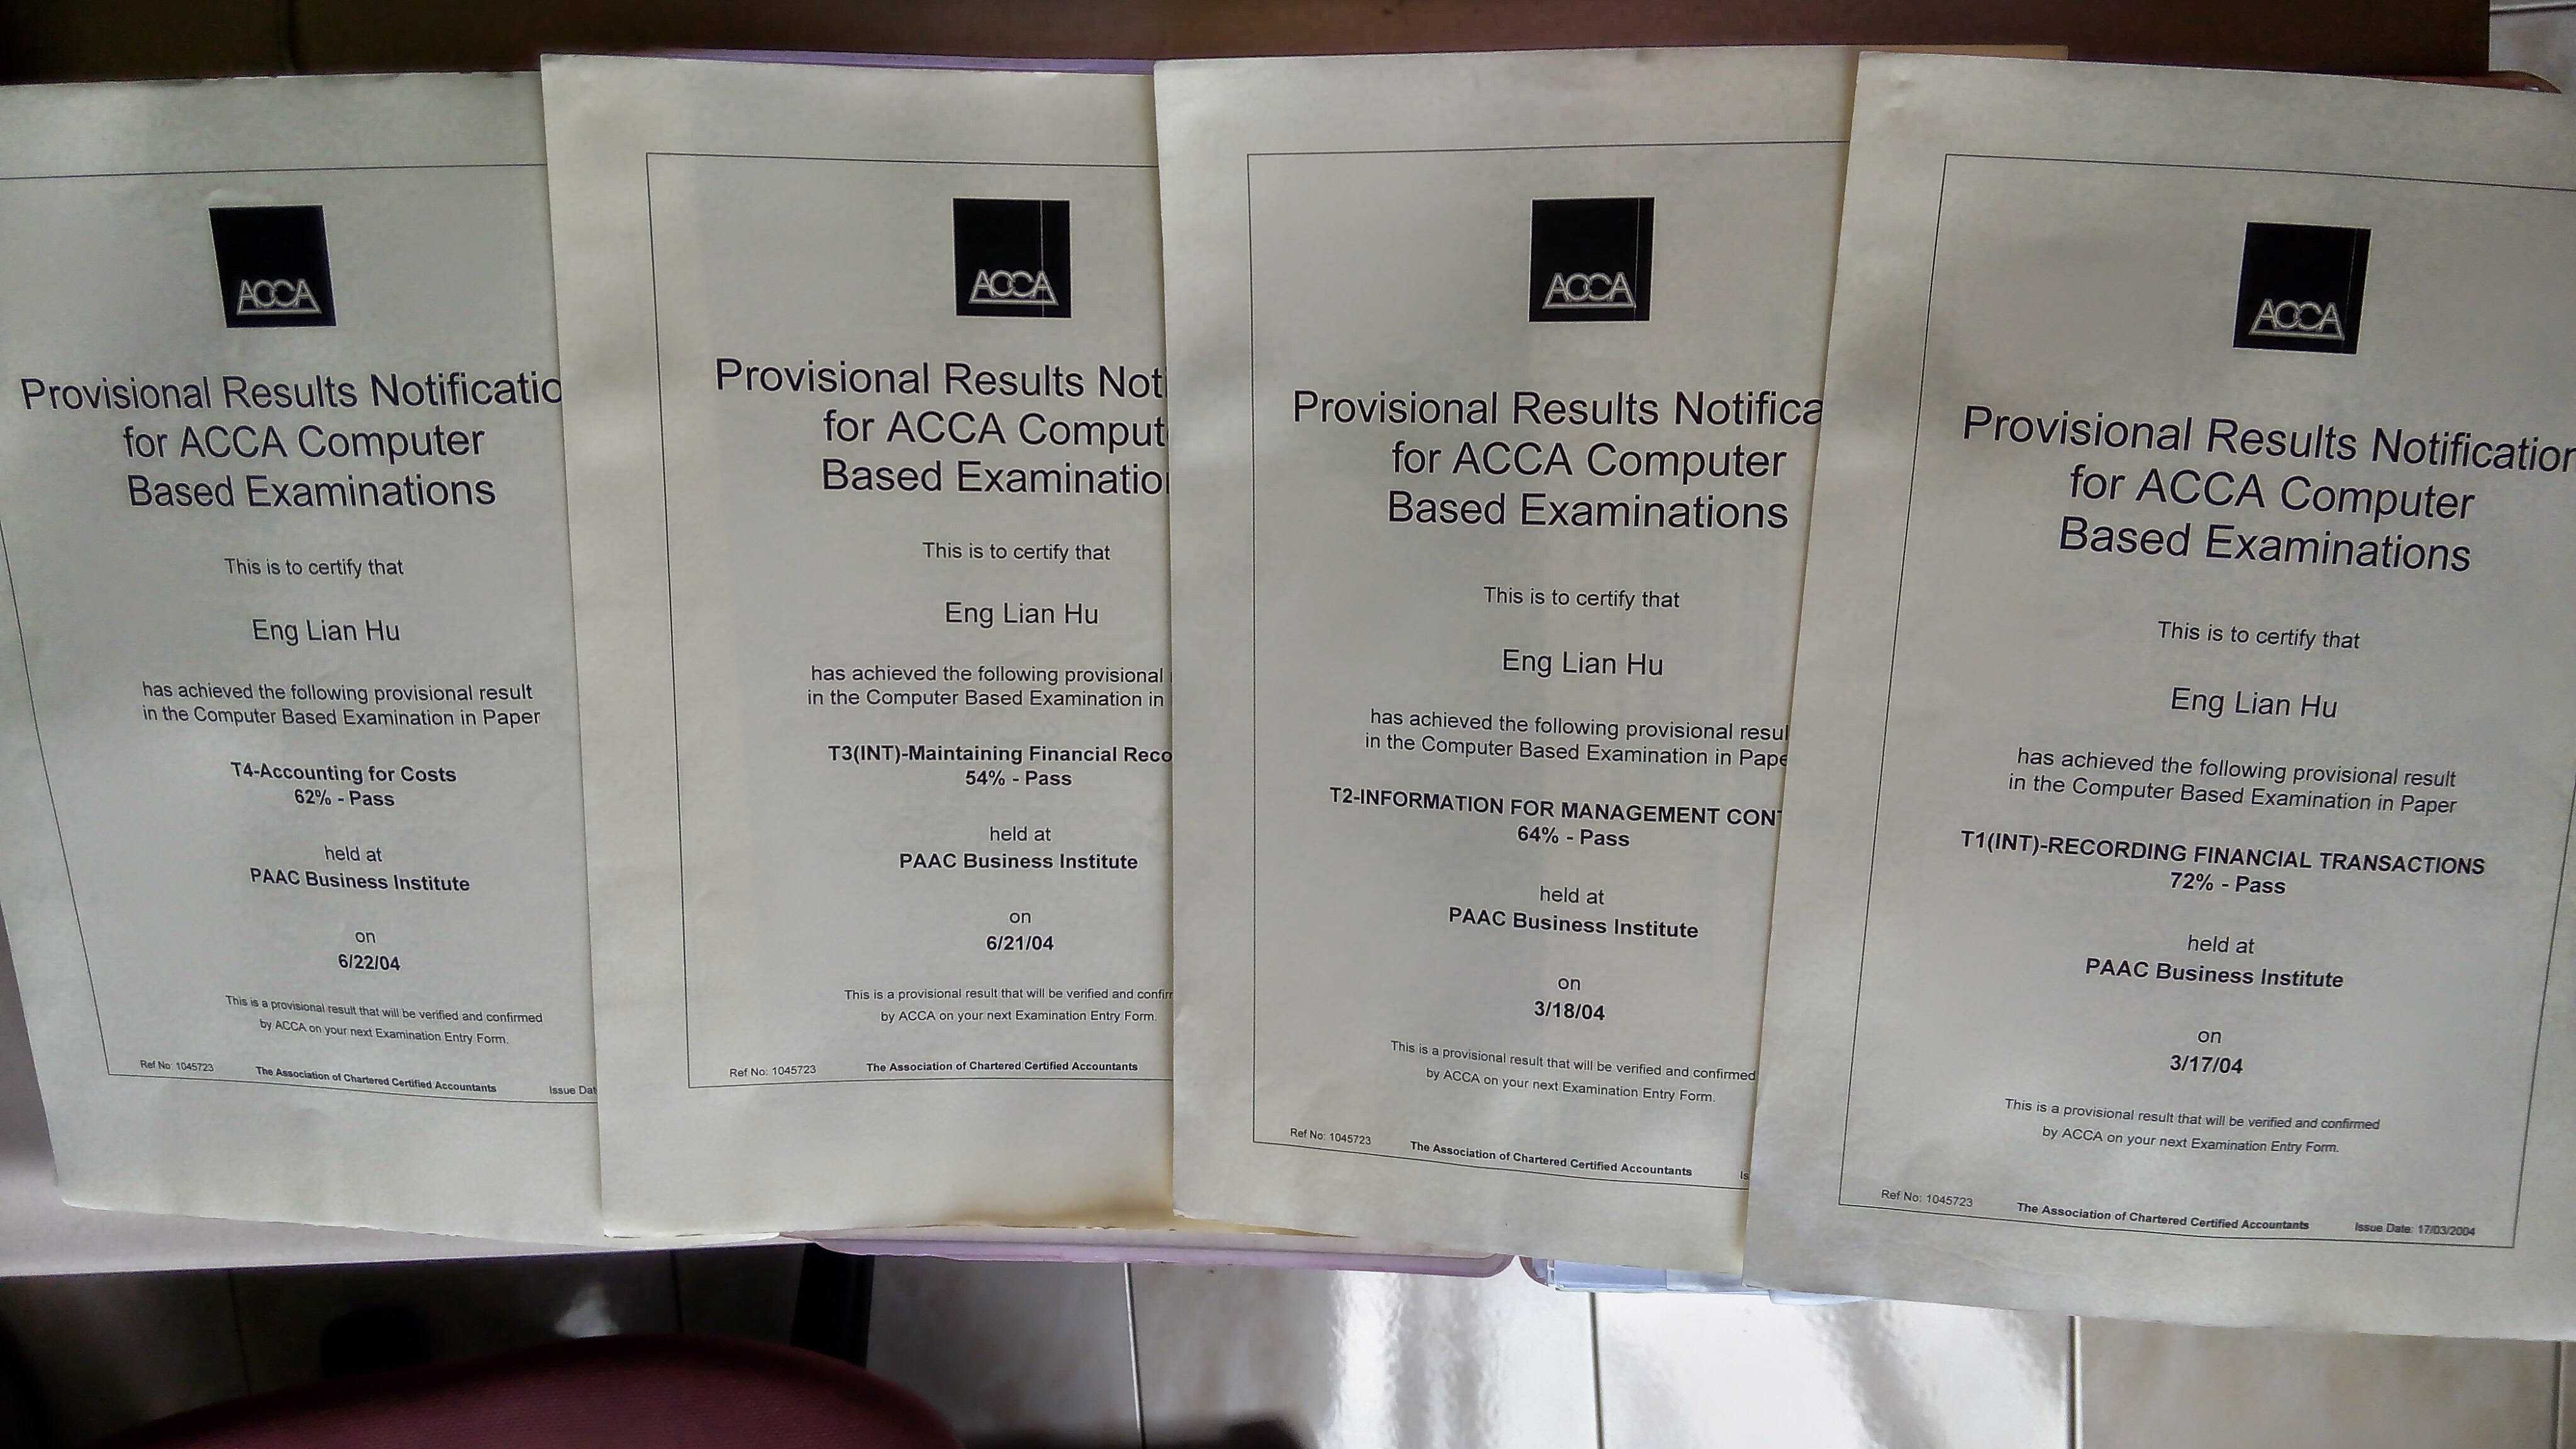 ACCA
Provisional Results Notificatio
for ACCA Computer
Based Examinations
This is to certify that
Eng Lian Hu
has achieved the following provisional result
in the Computer Based Examination in Paper
T4-Accounting for Costs
62% - Pass
held at
PAAC Business Institute
on
6/22/04
This is a provisional result that will be verified and confirmed
by ACCA on your next Examination Entry Form.
Ref No: 1045723 The Association of Chartered Certified Accountants Issue Dat
ACCA
Provisional Results Not
for ACCA Comput
Based Examinatio
This is to certify that
Eng Lian Hu
has achieved the following provisional
in the Computer Based Examination in
T3(INT)-Maintaining Financial Reco
54% - Pass
held at
PAAC Business Institute
on
6/21/04
This is a provisional result that will be verified and confir
by ACCA on your next Examination Entry Form.
Ref No: 1045723 The Association of Chartered Certified Accountants
ACCA
Provisional Results Notifica
for ACCA Computer
Based Examinations
This is to certify that
Eng Lian Hu
has achieved the following provisional resul
in the Computer Based Examination in Pape
T2-INFORMATION FOR MANAGEMENT CON
64% - Pass
held at
PAAC Business Institute
on
3/18/04
This is a provisional result that will be verified and confirmed
by ACCA on your next Examination Entry Form.
Ref No: 1045723 The Association of Chartered Certified Accountants Is
ACCA
Provisional Results Notification
for ACCA Computer
Based Examinations
This is to certify that
Eng Lian Hu
has achieved the following provisional result
in the Computer Based Examination in Paper
T1(INT)-RECORDING FINANCIAL TRANSACTIONS
72% - Pass
held at
PAAC Business Institute
on
3/17/04
This is a provisional result that will be verified and confirmed
by ACCA on your next Examination Entry Form.
Ref No: 1045723 The Association of Chartered Certified Accountants Issue Date: 17/03/2004